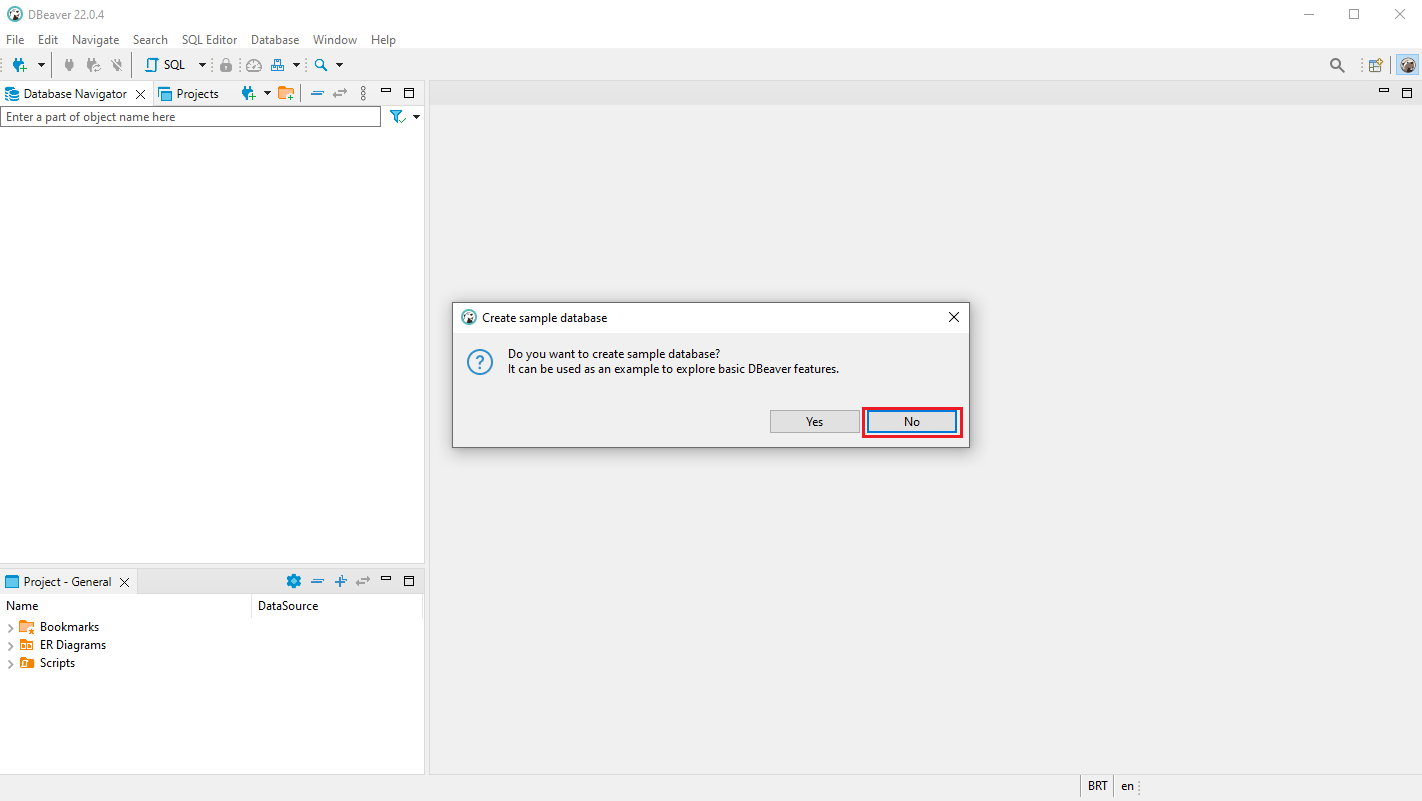 DBeaver 22.0.4
File Edit Navigate Search SQL Editor Database Window Help
SQL
Database Navigator Projects
Enter a part of object name here
Create sample database
Do you want to create sample database?
It can be used as an example to explore basic DBeaver features.
Yes No
Project - General
Name DataSource
Bookmarks
ER Diagrams
Scripts
BRT en